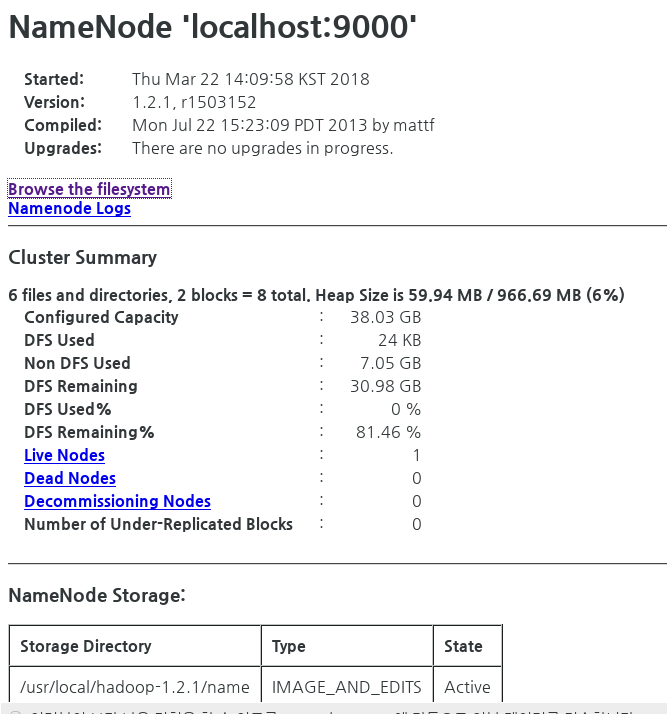 NameNode 'localhost:9000'
Started: Thu Mar 22 14:09:58 KST 2018
Version: 1.2.1, r1503152
Compiled: Mon Jul 22 15:23:09 PDT 2013 by mattf
Upgrades: There are no upgrades in progress.
Browse the filesystem
Namenode Logs
Cluster Summary
6 files and directories, 2 blocks = 8 total. Heap Size is 59.94 MB / 966.69 MB (6%)
Configured Capacity : 38.03 GB
DFS Used : 24 KB
Non DFS Used : 7.05 GB
DFS Remaining : 30.98 GB
DFS Used% : 0 %
DFS Remaining% : 81.46 %
Live Nodes : 1
Dead Nodes : 0
Decommissioning Nodes : 0
Number of Under-Replicated Blocks : 0
NameNode Storage:
Storage Directory Type State
/usr/local/hadoop-1.2.1/name IMAGE_AND_EDITS Active